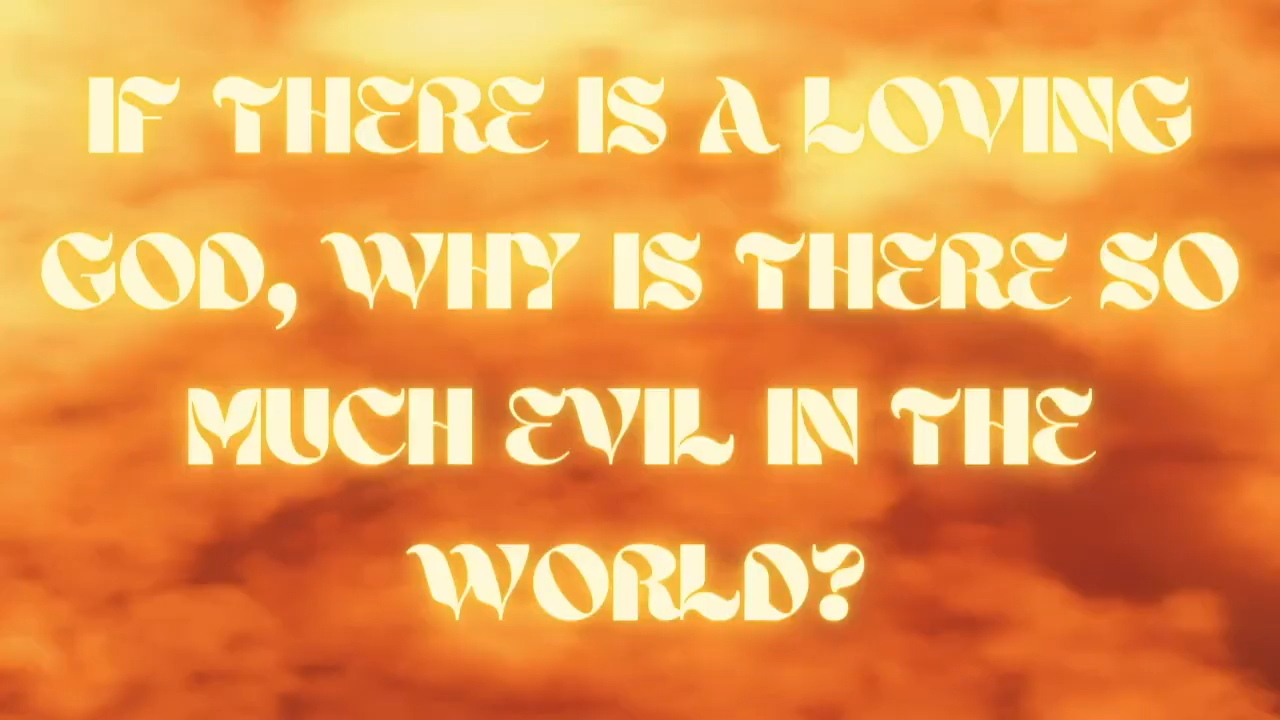 IF THERE IS A LOVING
GOD, WHY IS THERE SO
MUCH EVIL IN THE
WORLD?